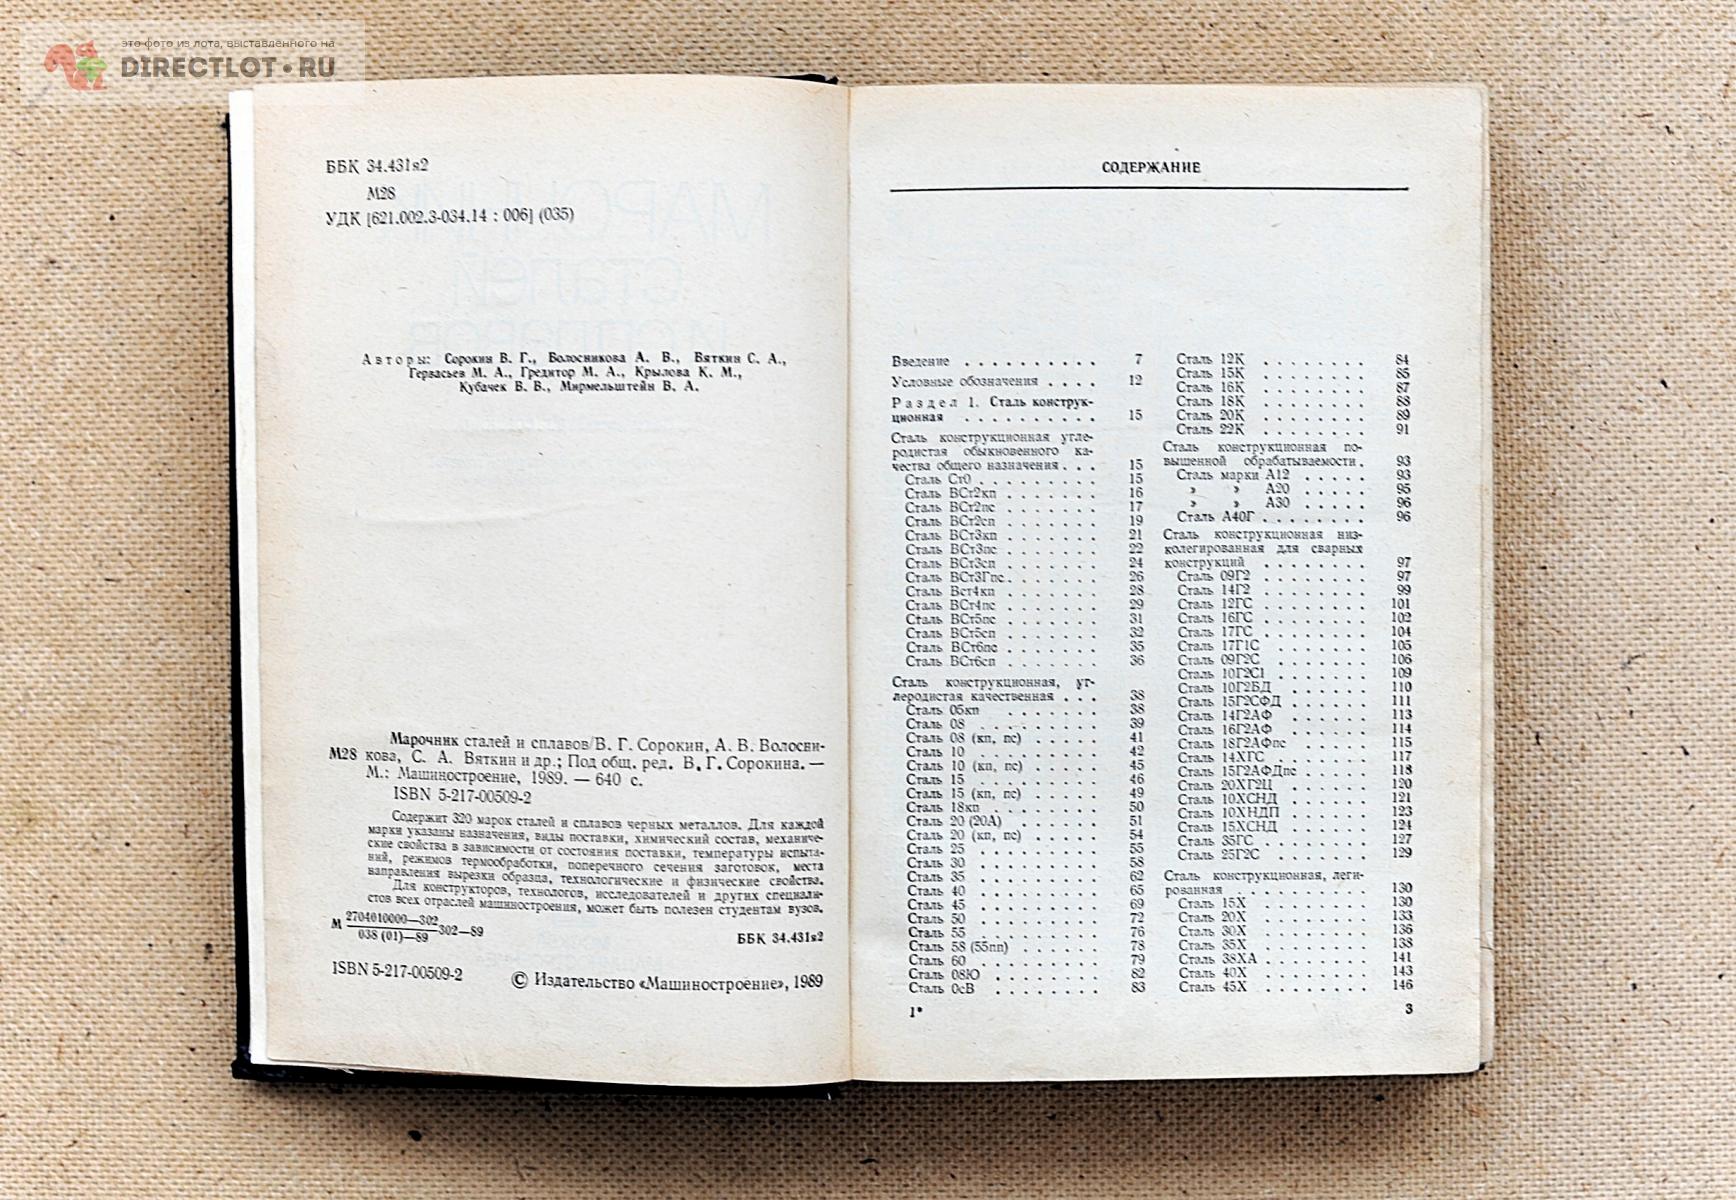 это фото из лота, выставленного на
DIRECTLOT•RU
ББК 34.431я2
М28
УДК [621.002.3-034.14 : 006] (035)
Авторы: Сорокин В. Г., Волосникова А. В., Вяткин С. А.,
Гервасьев М. А., Гредитор М. А., Крылова К. М.,
Кубачек В. В., Мирмельштейн В. А.
Марочник сталей и сплавов/В. Г. Сорокин, А. В. Волосни-
М28 кова, С. А. Вяткин и др.; Под общ. ред. В. Г. Сорокина. —
М.: Машиностроение, 1989. — 640 с.
ISBN 5-217-00509-2
Содержит 320 марок сталей и сплавов черных металлов. Для каждой
марки указаны назначения, виды поставки, химический состав, механиче-
ские свойства в зависимости от состояния поставки, температуры испыта-
ний, режимов термообработки, поперечного сечения заготовок, места
направления вырезки образца, технологические и физические свойства.
Для конструкторов, технологов, исследователей и других специали-
стов всех отраслей машиностроения, может быть полезен студентам вузов.
М 2704010000—302
038 (01)—89
302—89
ББК 34.431я2
ISBN 5-217-00509-2
© Издательство «Машиностроение», 1989
СОДЕРЖАНИЕ
Введение . . . . . . . . . . 7
Условные обозначения . . . . 12
Раздел 1. Сталь конструк-
ционная . . . . . . . . . . 15
Сталь конструкционная угле-
родистая обыкновенного ка-
чества общего назначения . . . 15
Сталь Ст0 . . . . . . . . . 15
Сталь ВСт2кп . . . . . . . 16
Сталь ВСт2пс . . . . . . . 17
Сталь ВСт2сп . . . . . . . 19
Сталь ВСт3кп . . . . . . . 21
Сталь ВСт3пс . . . . . . . 22
Сталь ВСт3сп . . . . . . . 24
Сталь ВСт3Гпс . . . . . . . 26
Сталь Вст4кп . . . . . . . 28
Сталь ВСт4пс . . . . . . . 29
Сталь ВСт5пс . . . . . . . 31
Сталь ВСт5сп . . . . . . . 32
Сталь ВСт6пс . . . . . . . 35
Сталь ВСт6сп . . . . . . . 36
Сталь конструкционная, уг-
леродистая качественная . . . 38
Сталь 05кп . . . . . . . 38
Сталь 08 . . . . . . . . 39
Сталь 08 (кп, пс) . . . . . 41
Сталь 10 . . . . . . . . . 42
Сталь 10 (кп, пс) . . . . . 45
Сталь 15 . . . . . . . . . 46
Сталь 15 (кп, пс) . . . . . 49
Сталь 18кп . . . . . . . . 50
Сталь 20 (20А) . . . . . . 51
Сталь 20 (кп, пс) . . . . . 54
Сталь 25 . . . . . . . . . 55
Сталь 30 . . . . . . . . . 58
Сталь 35 . . . . . . . . . 62
Сталь 40 . . . . . . . . . 65
Сталь 45 . . . . . . . . . 69
Сталь 50 . . . . . . . . . 72
Сталь 55 . . . . . . . . . 76
Сталь 58 (55пп) . . . . . . 78
Сталь 60 . . . . . . . . . 79
Сталь 08Ю . . . . . . . . 82
Сталь ОсВ . . . . . . . . 83
1*
Сталь 12К . . . . . . . . 84
Сталь 15К . . . . . . . . 85
Сталь 16К . . . . . . . . 87
Сталь 18К . . . . . . . . 88
Сталь 20К . . . . . . . . 89
Сталь 22К . . . . . . . . 91
Сталь конструкционная по-
вышенной обрабатываемости . 93
Сталь марки А12 . . . . . 93
» » А20 . . . . . 95
» » А30 . . . . . 96
Сталь А40Г . . . . . . . . 96
Сталь конструкционная низ-
колегированная для сварных
конструкций . . . . . . . . 97
Сталь 09Г2 . . . . . . . . 97
Сталь 14Г2 . . . . . . . . 99
Сталь 12ГС . . . . . . . . 101
Сталь 16ГС . . . . . . . . 102
Сталь 17ГС . . . . . . . . 104
Сталь 17Г1С . . . . . . . 105
Сталь 09Г2С . . . . . . . 106
Сталь 10Г2С1 . . . . . . . 109
Сталь 10Г2БД . . . . . . 110
Сталь 15Г2СФД . . . . . . 111
Сталь 14Г2АФ . . . . . . 113
Сталь 16Г2АФ . . . . . . 114
Сталь 18Г2АФпс . . . . . 115
Сталь 14ХГС . . . . . . . 117
Сталь 15Г2АФДпс . . . . . 118
Сталь 20ХГ2Ц . . . . . . 120
Сталь 10ХСНД . . . . . . 121
Сталь 10ХНДП . . . . . . 123
Сталь 15ХСНД . . . . . . 124
Сталь 35ГС . . . . . . . . 127
Сталь 25Г2С . . . . . . . 129
Сталь конструкционная, леги-
рованная . . . . . . . . . 130
Сталь 15Х . . . . . . . . 130
Сталь 20Х . . . . . . . . 133
Сталь 30Х . . . . . . . . 136
Сталь 35Х . . . . . . . . 138
Сталь 38ХА . . . . . . . . 141
Сталь 40Х . . . . . . . . 143
Сталь 45Х . . . . . . . . 146
3